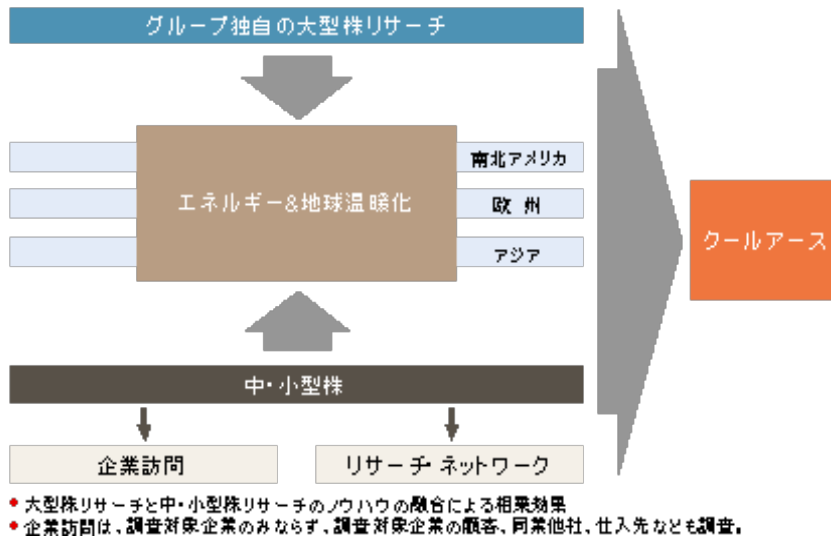 グループ独自の大型株リサーチ
南北アメリカ
エネルギー&地球温暖化
欧州
アジア
クールアース
中・小型株
企業訪問
リサーチ・ネットワーク
大型株リサーチと中・小型株リサーチのノウハウの融合による相乗効果
企業訪問は、調査対象企業のみならず、調査対象企業の顧客、同業他社、仕入先なども調査。